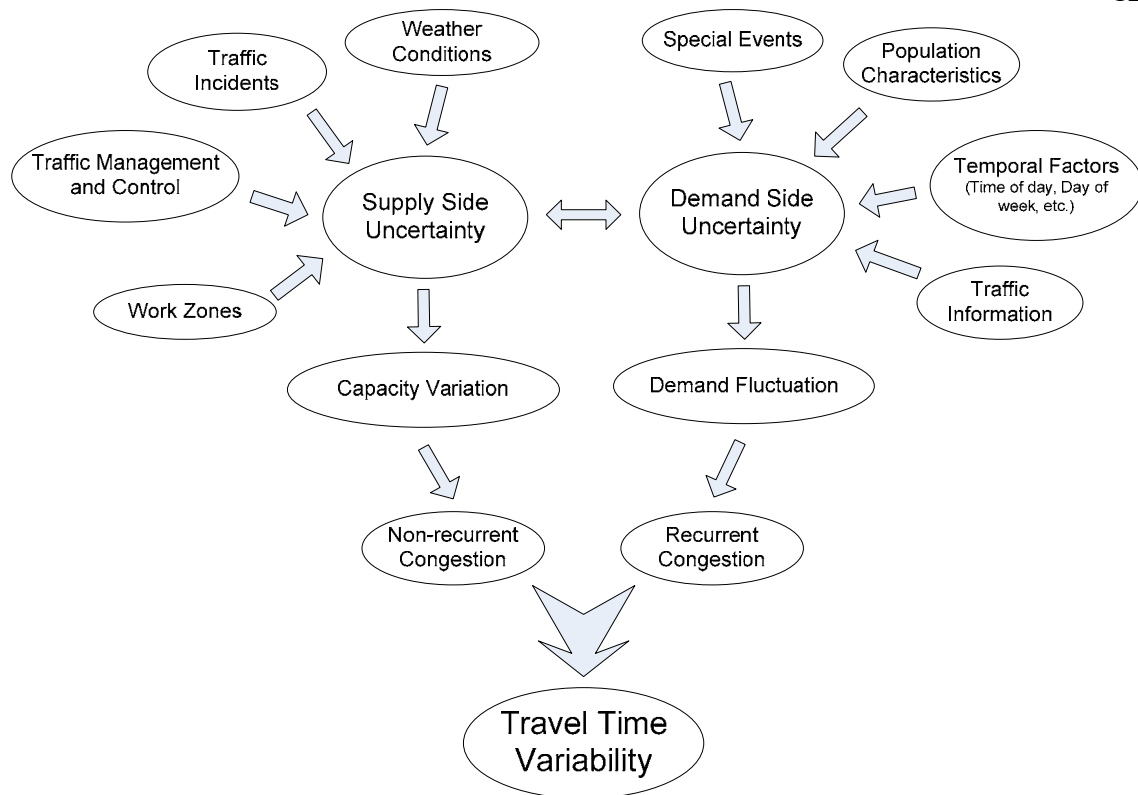 Weather
Conditions
Special Events
Population
Characteristics
Traffic
Incidents
Traffic Management
and Control
Supply Side
Uncertainty
Demand Side
Uncertainty
Temporal Factors
(Time of day, Day of
week, etc.)
Work Zones
Traffic
Information
Capacity Variation
Demand Fluctuation
Non-recurrent
Congestion
Recurrent
Congestion
Travel Time
Variability